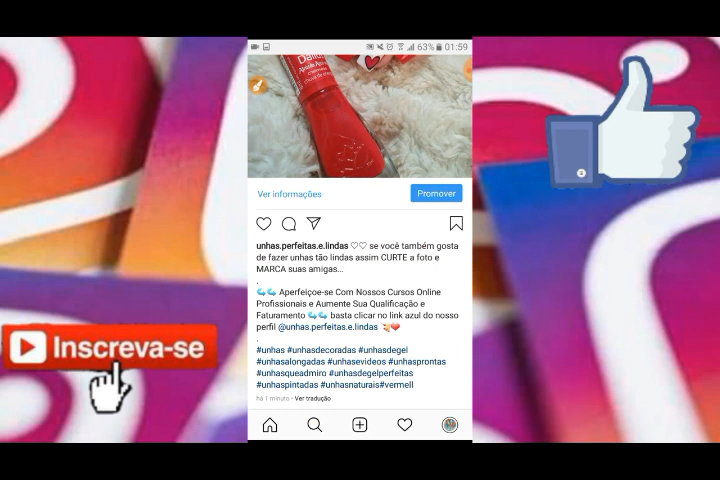 63% 01:59
Dailus
Ver informações
Promover
unhas.perfeitas.e.lindas ♡♡ se você também gosta
de fazer unhas tão lindas assim CURTE a foto e
MARCA suas amigas...
.
Aperfeiçoe-se Com Nossos Cursos Online
Profissionais e Aumente Sua Qualificação e
Faturamento basta clicar no link azul do nosso
perfil @unhas.perfeitas.e.lindas
.
#unhas #unhasdecoradas #unhasdegel
#unhasalongadas #unhasevideos #unhasprontas
#unhasqueadmiro #unhasdegelperfeitas
#unhaspintadas #unhasnaturais#vermell
há 1 minuto • Ver tradução
Inscreva-se